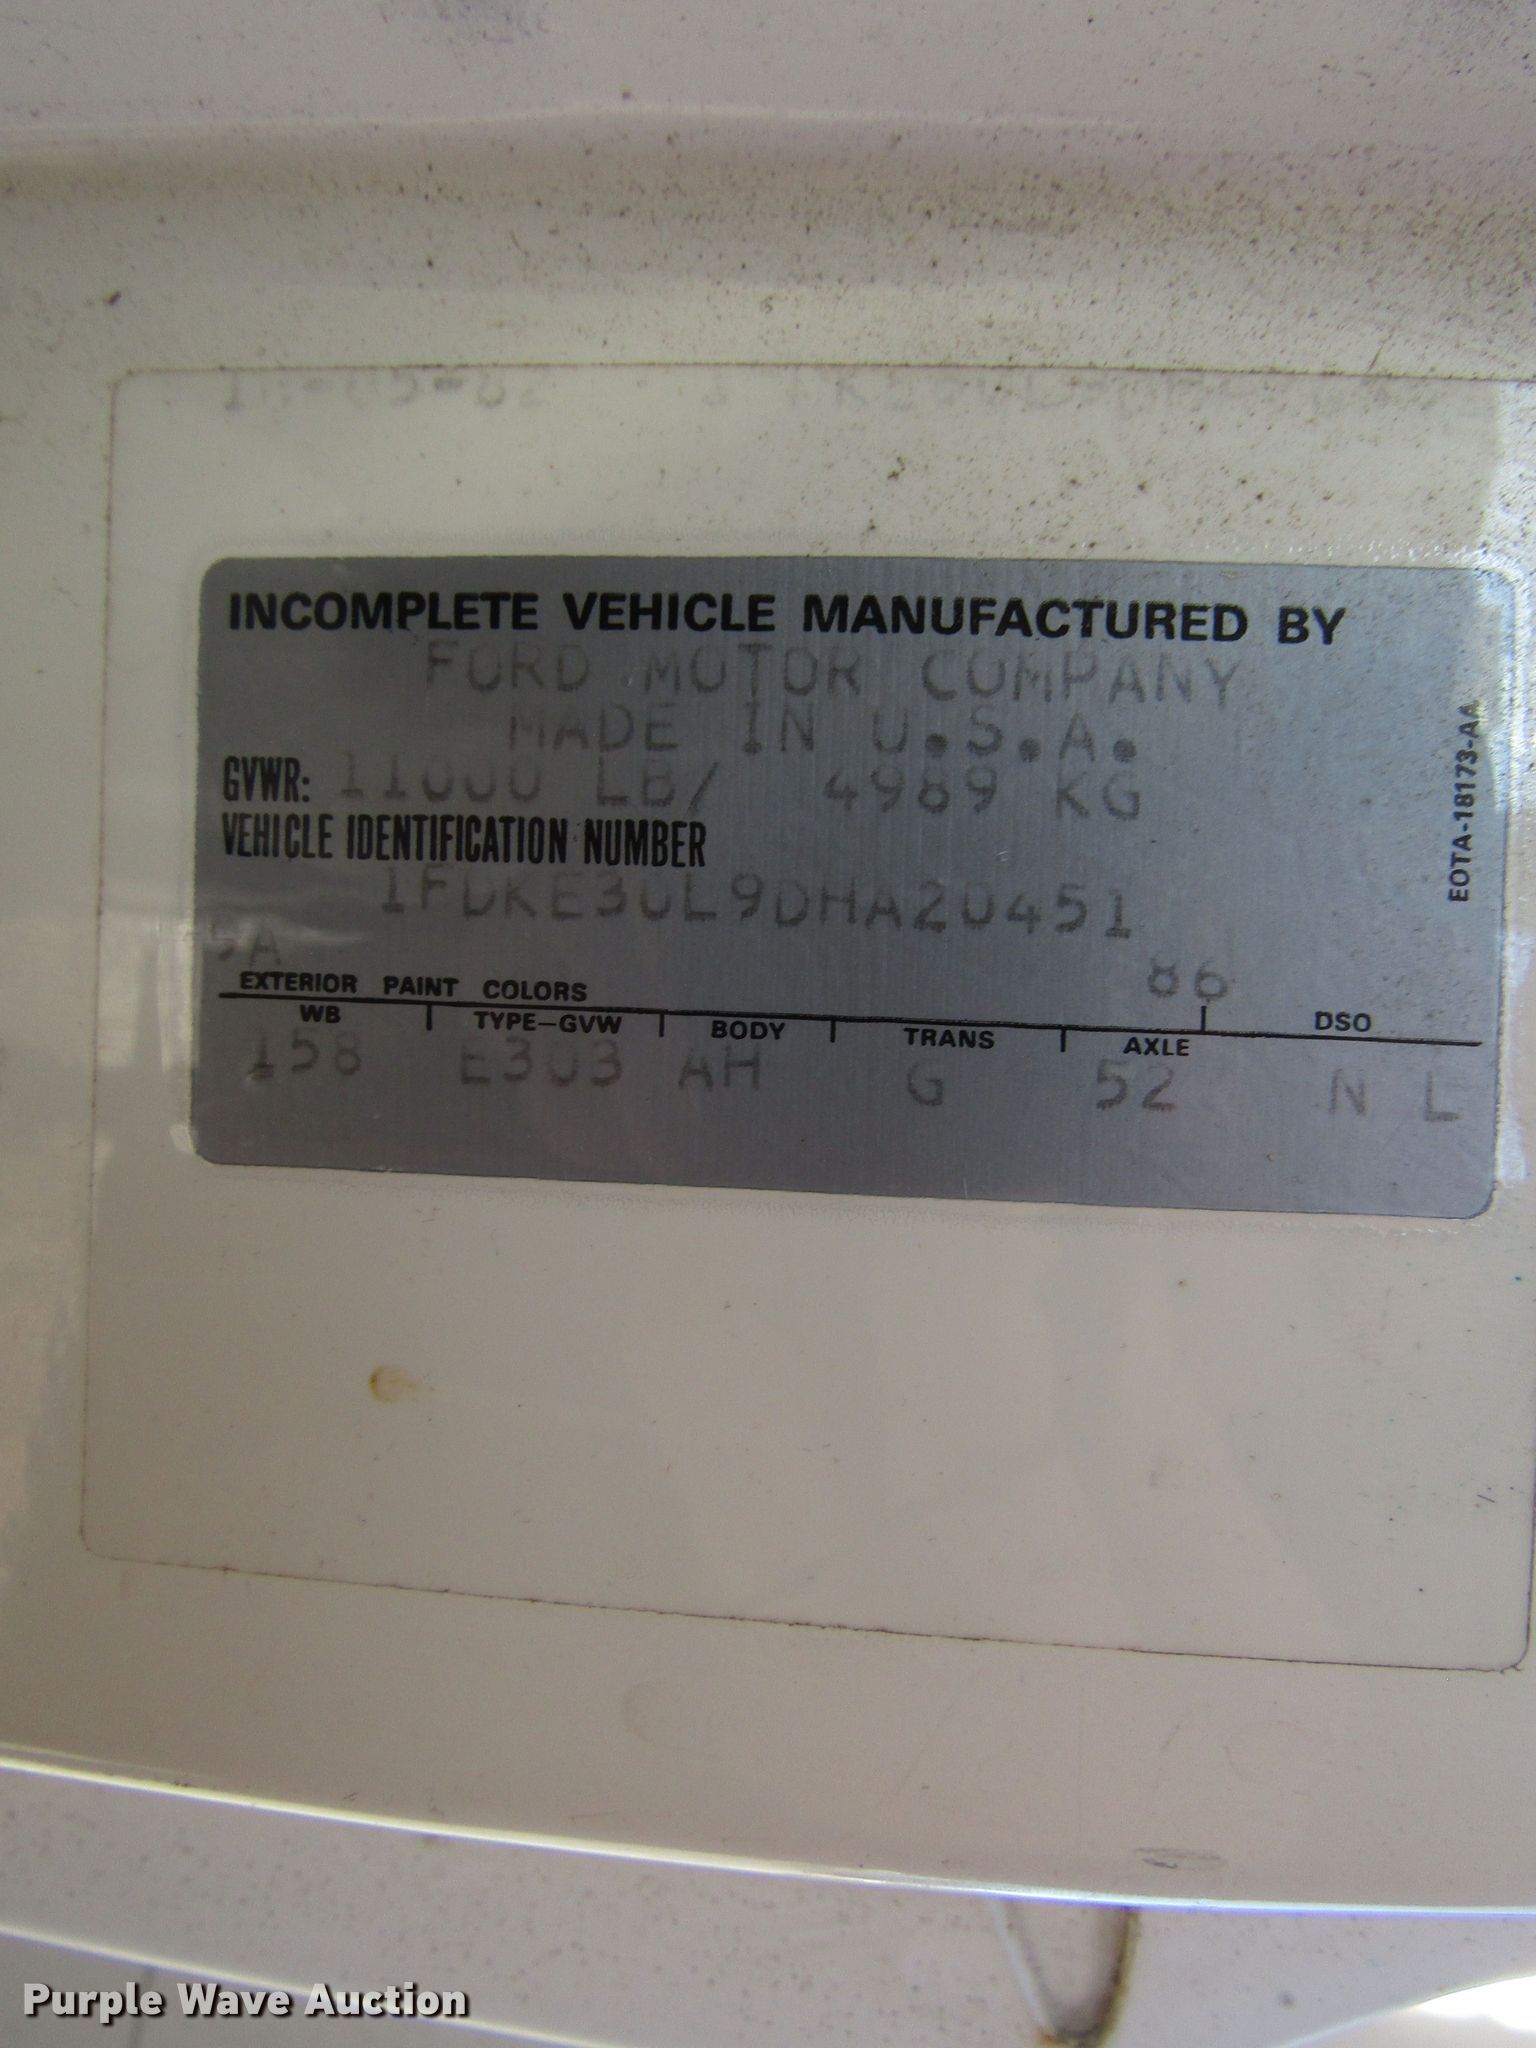 INCOMPLETE VEHICLE MANUFACTURED BY
FORD MOTOR COMPANY
MADE IN U.S.A.
GVWR: 11000 LB/ 4989 KG
VEHICLE IDENTIFICATION NUMBER
1FDKE30L9DHA20451
EOTA-18173-AA
9A
86
EXTERIOR PAINT COLORS
DSO
WB TYPE-GVW BODY TRANS AXLE
158 E303 AH G 52 N L
Purple Wave Auction